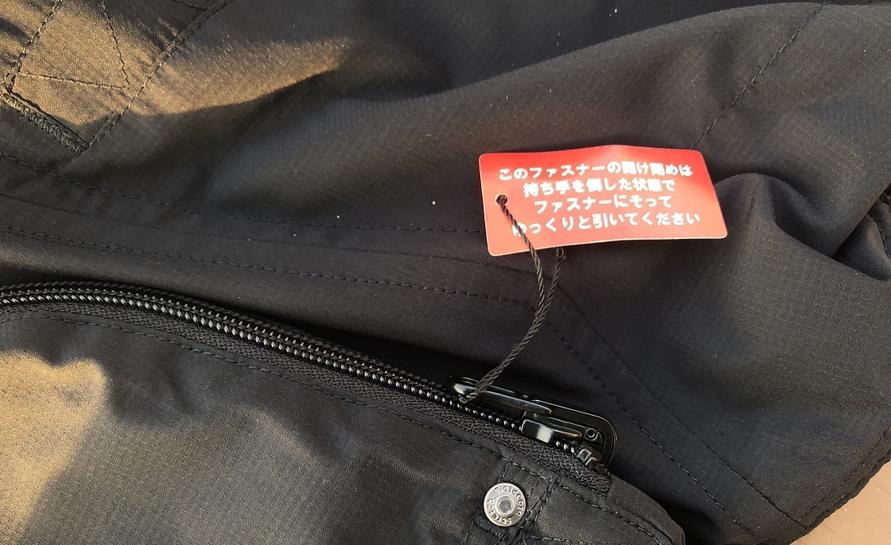 このファスナーの開け閉めは
持ち手を倒した状態で
ファスナーにそって
ゆっくりと引いてください